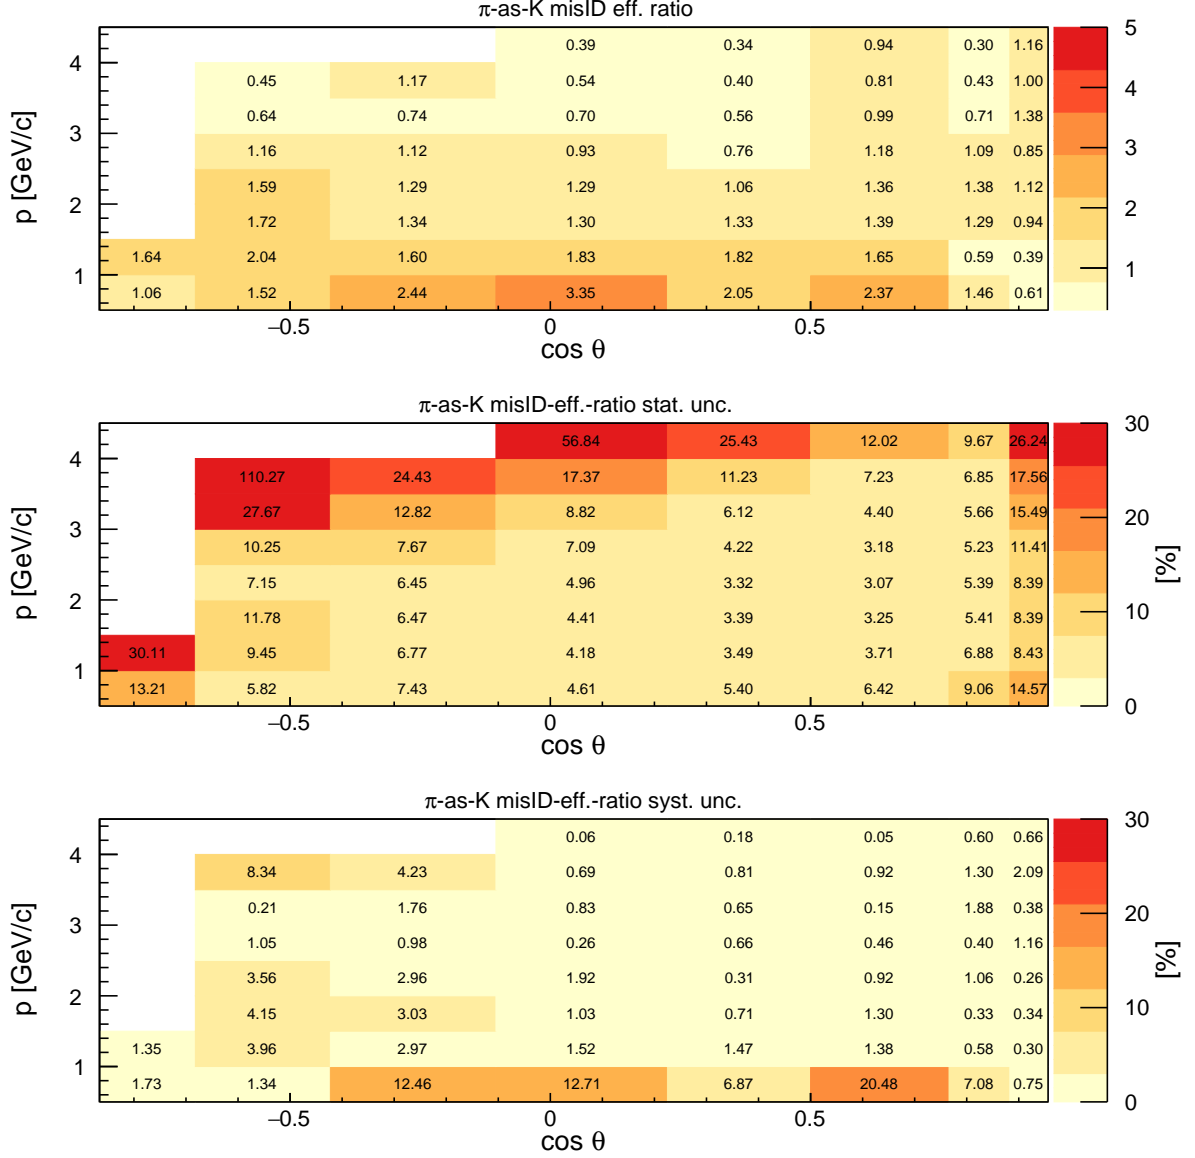 π-as-K misID eff. ratio
0.39 0.34 0.94 0.30 1.16
0.45 1.17 0.54 0.40 0.81 0.43 1.00
0.64 0.74 0.70 0.56 0.99 0.71 1.38
1.16 1.12 0.93 0.76 1.18 1.09 0.85
1.59 1.29 1.29 1.06 1.36 1.38 1.12
1.72 1.34 1.30 1.33 1.39 1.29 0.94
1.64 2.04 1.60 1.83 1.82 1.65 0.59 0.39
1.06 1.52 2.44 3.35 2.05 2.37 1.46 0.61
4
3
2
1
p [GeV/c]
−0.5 0 0.5
cos θ
5
4
3
2
1
π-as-K misID-eff.-ratio stat. unc.
56.84 25.43 12.02 9.67 26.24
110.27 24.43 17.37 11.23 7.23 6.85 17.56
27.67 12.82 8.82 6.12 4.40 5.66 15.49
10.25 7.67 7.09 4.22 3.18 5.23 11.41
7.15 6.45 4.96 3.32 3.07 5.39 8.39
11.78 6.47 4.41 3.39 3.25 5.41 8.39
30.11 9.45 6.77 4.18 3.49 3.71 6.88 8.43
13.21 5.82 7.43 4.61 5.40 6.42 9.06 14.57
4
3
2
1
p [GeV/c]
−0.5 0 0.5
cos θ
30
20
10
0
[%]
π-as-K misID-eff.-ratio syst. unc.
0.06 0.18 0.05 0.60 0.66
8.34 4.23 0.69 0.81 0.92 1.30 2.09
0.21 1.76 0.83 0.65 0.15 1.88 0.38
1.05 0.98 0.26 0.66 0.46 0.40 1.16
3.56 2.96 1.92 0.31 0.92 1.06 0.26
4.15 3.03 1.03 0.71 1.30 0.33 0.34
1.35 3.96 2.97 1.52 1.47 1.38 0.58 0.30
1.73 1.34 12.46 12.71 6.87 20.48 7.08 0.75
4
3
2
1
p [GeV/c]
−0.5 0 0.5
cos θ
30
20
10
0
[%]